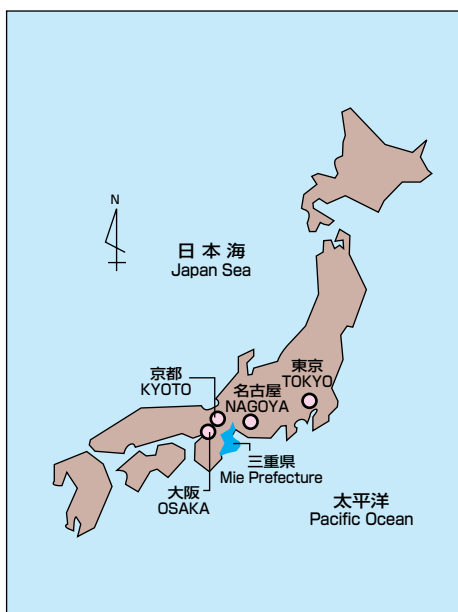 N
日本海
Japan Sea
京都
KYOTO
東京
TOKYO
名古屋
NAGOYA
三重県
Mie Prefecture
大阪
OSAKA
太平洋
Pacific Ocean